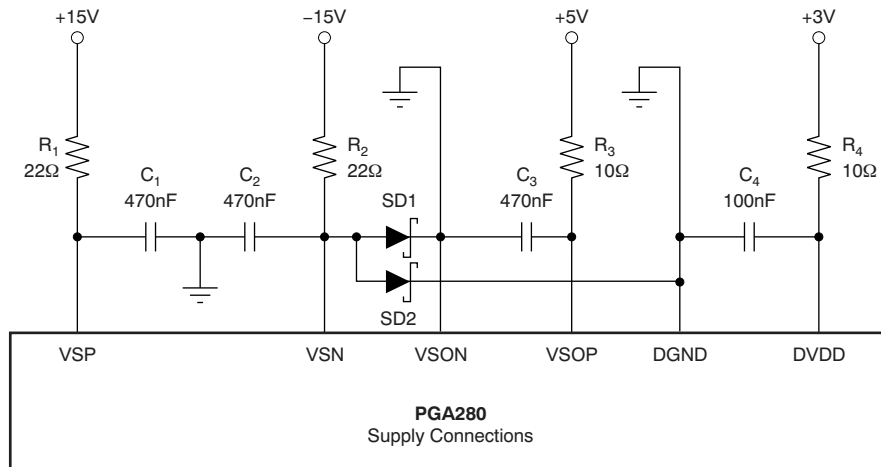 +15V
−15V
+5V
+3V
R1
22Ω
C1
470nF
C2
470nF
R2
22Ω
SD1
C3
470nF
R3
10Ω
C4
100nF
R4
10Ω
SD2
VSP
VSN
VSON
VSOP
DGND
DVDD
PGA280
Supply Connections